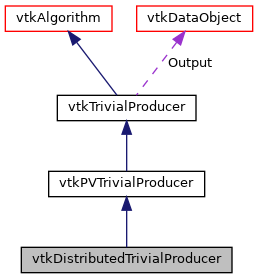 vtkAlgorithm
vtkDataObject
Output
vtkTrivialProducer
vtkPVTrivialProducer
vtkDistributedTrivialProducer